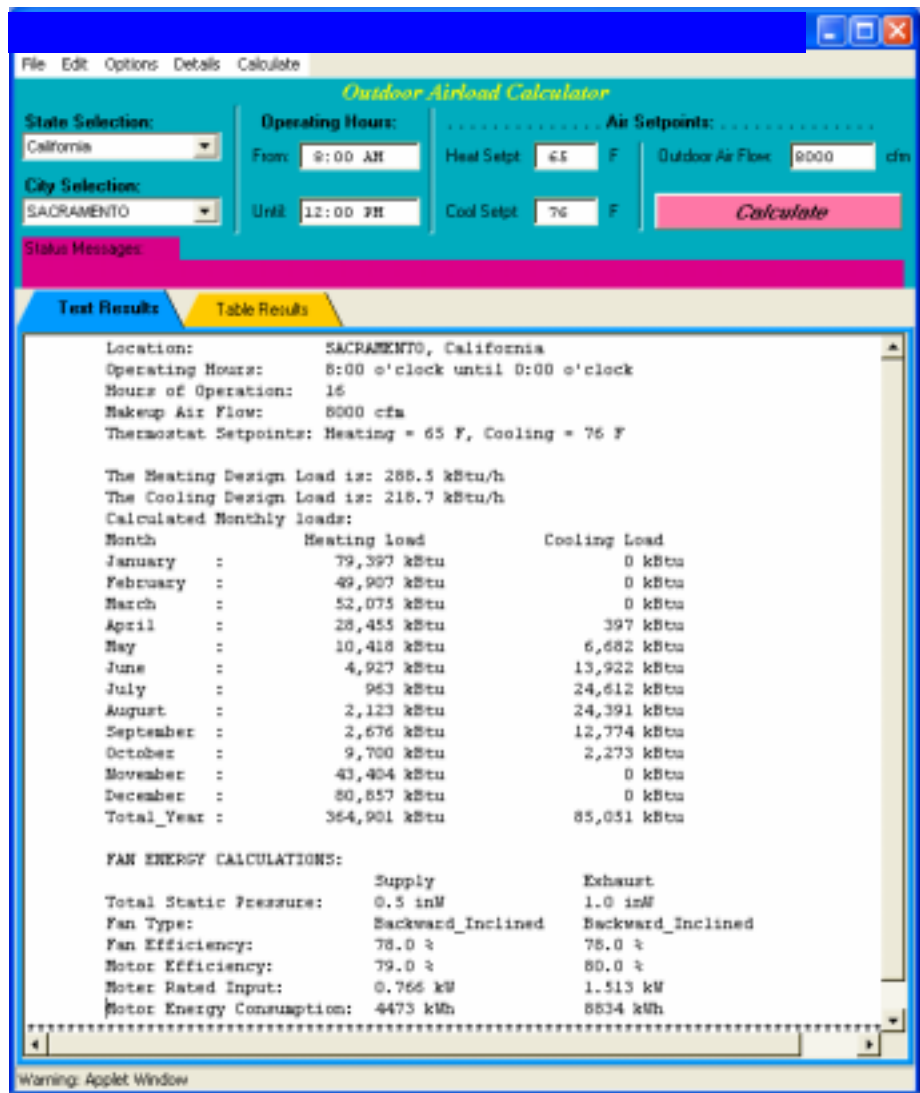 File Edit Options Details Calculate
Outdoor Airload Calculator
State Selection:
California
City Selection:
SACRAMENTO
Operating Hours:
From: 8:00 AM
Until: 12:00 PM
. . . . . . . . . . . . . . Air Setpoints: . . . . . . . . . . . . . .
Heat Setpt: 65 F
Cool Setpt: 76 F
Outdoor Air Flow: 8000 cfm
Calculate
Status Messages:
Text Results
Table Results
Location: SACRAMENTO, California
Operating Hours: 8:00 o'clock until 0:00 o'clock
Hours of Operation: 16
Makeup Air Flow: 8000 cfm
Thermostat Setpoints: Heating = 65 F, Cooling = 76 F
The Heating Design Load is: 288.5 kBtu/h
The Cooling Design Load is: 218.7 kBtu/h
Calculated Monthly loads:
Month Heating load Cooling Load
January : 79,397 kBtu 0 kBtu
February : 49,907 kBtu 0 kBtu
March : 52,075 kBtu 0 kBtu
April : 28,455 kBtu 397 kBtu
May : 10,418 kBtu 6,682 kBtu
June : 4,927 kBtu 13,922 kBtu
July : 963 kBtu 24,612 kBtu
August : 2,123 kBtu 24,391 kBtu
September : 2,676 kBtu 12,774 kBtu
October : 9,700 kBtu 2,273 kBtu
November : 43,404 kBtu 0 kBtu
December : 80,857 kBtu 0 kBtu
Total_Year : 364,901 kBtu 85,051 kBtu
FAN ENERGY CALCULATIONS:
Supply Exhaust
Total Static Pressure: 0.5 inW 1.0 inW
Fan Type: Backward_Inclined Backward_Inclined
Fan Efficiency: 78.0 % 78.0 %
Motor Efficiency: 79.0 % 80.0 %
Moter Rated Input: 0.766 kW 1.513 kW
Motor Energy Consumption: 4473 kWh 8834 kWh
Warning: Applet Window